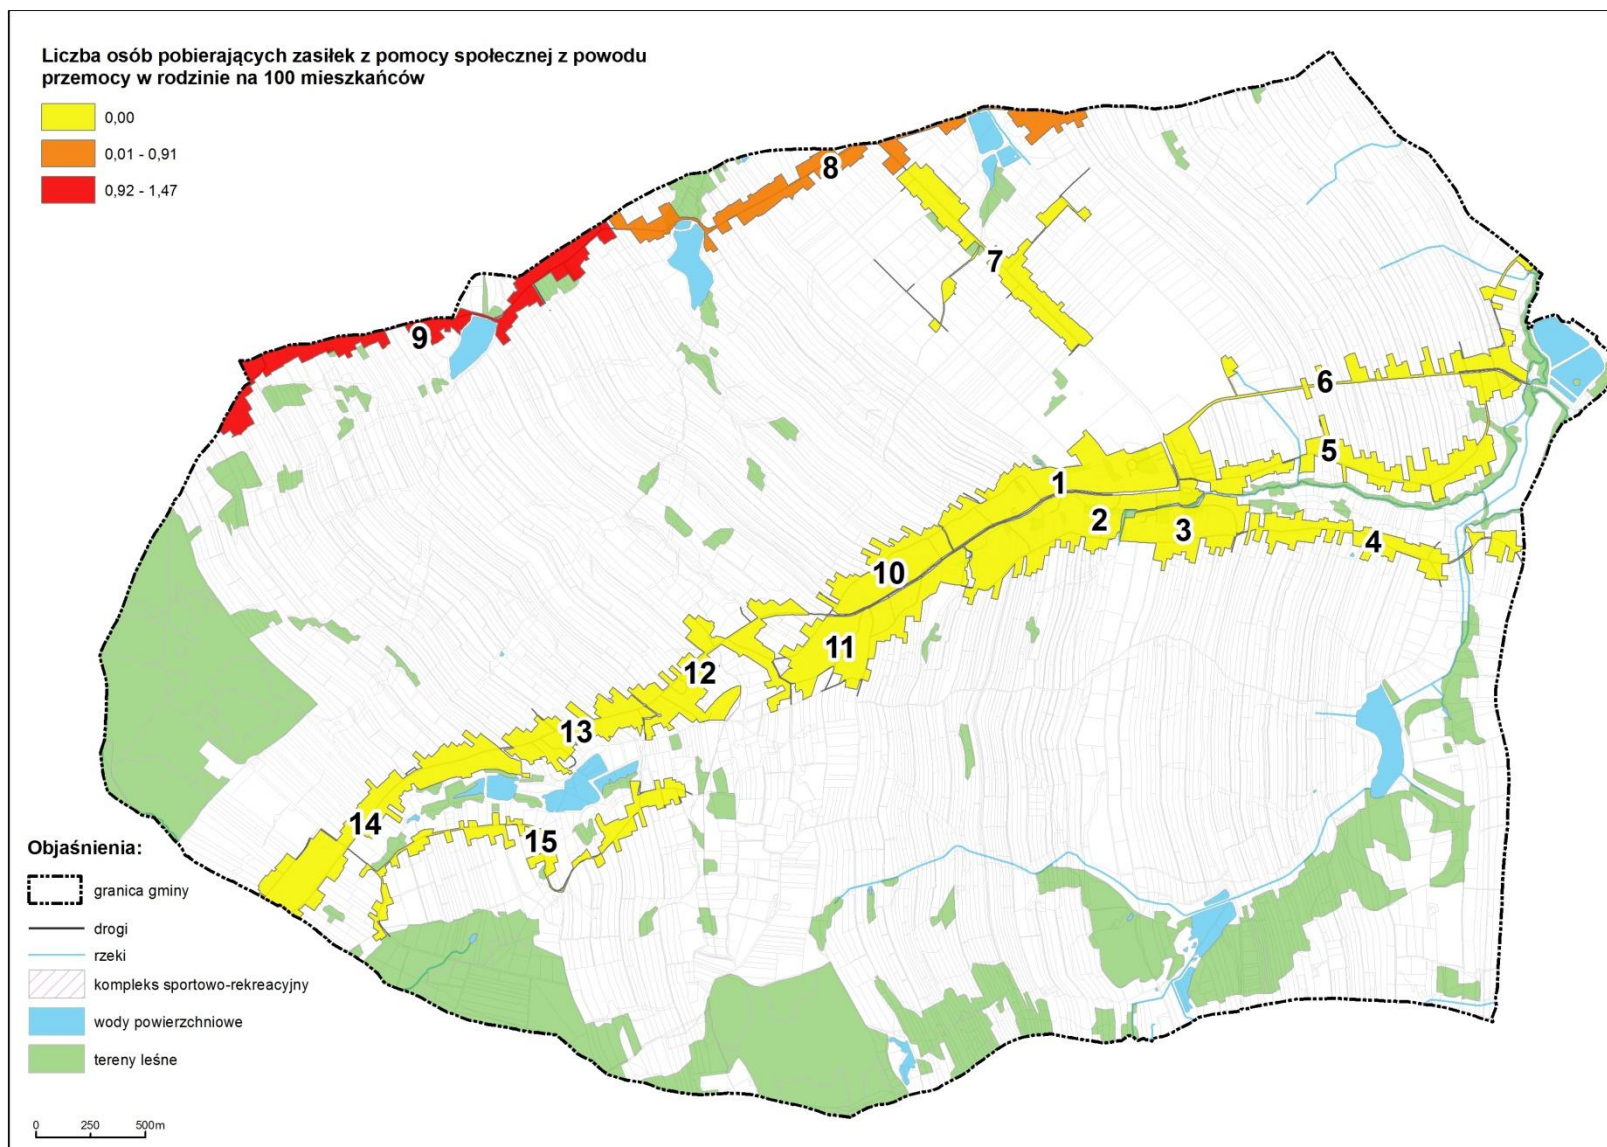 Liczba osób pobierających zasiłek z pomocy społecznej z powodu
przemocy w rodzinie na 100 mieszkańców
0,00
0,01 - 0,91
0,92 - 1,47
8
7
9
6
5
1
2
3
4
10
11
12
13
14
15
Objaśnienia:
granica gminy
drogi
rzeki
kompleks sportowo-rekreacyjny
wody powierzchniowe
tereny leśne
0 250 500m